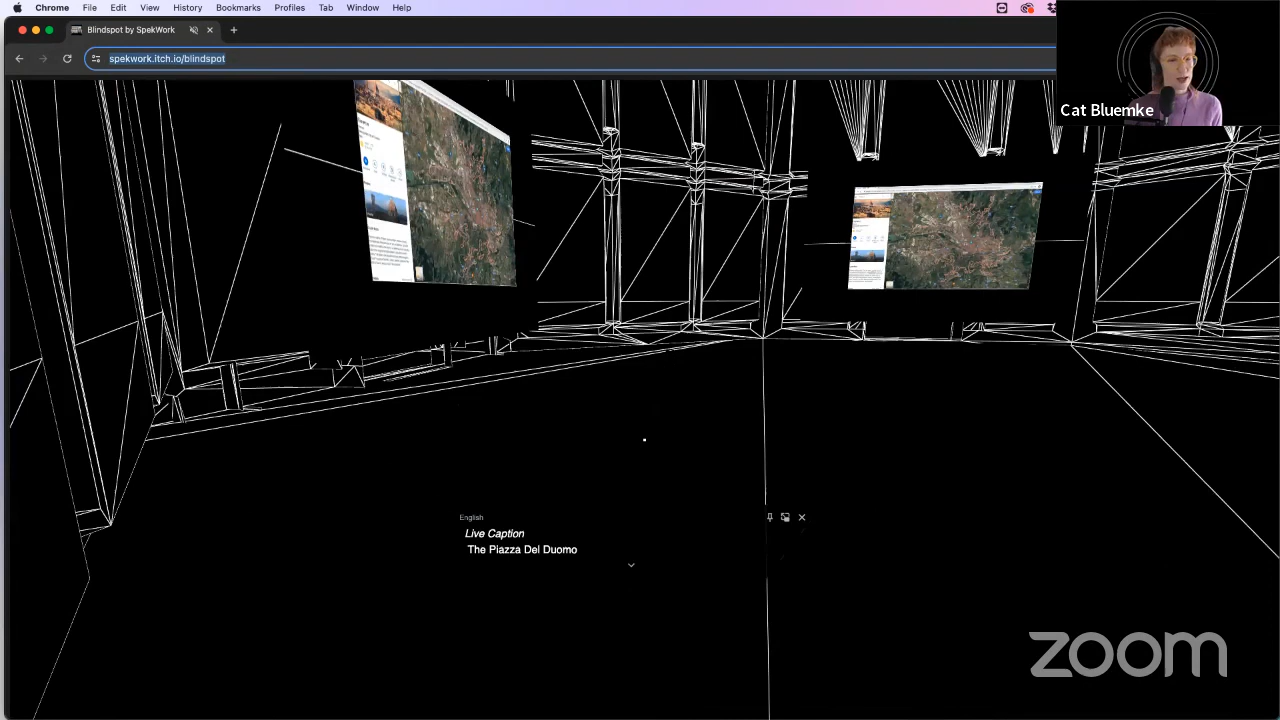 Chrome File Edit View History Bookmarks Profiles Tab Window Help
Blindspot by SpekWork
spekwork.itch.io/blindspot
Cat Bluemke
English
Live Caption
The Piazza Del Duomo
zoom